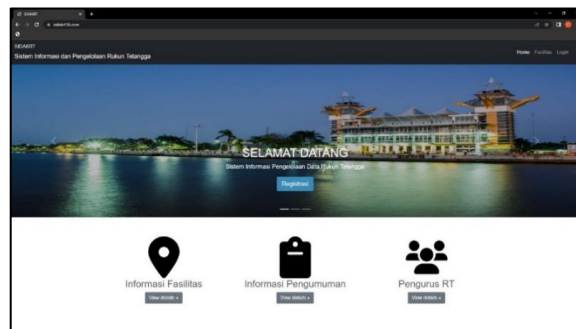 SIDAKRT
Sistem Informasi dan Pengelolaan Rukun Tetangga
Home Fasilitas Login
SELAMAT DATANG
Sistem Informasi Pengelolaan Data Rukun Tetangga
Registrasi
Informasi Fasilitas
View details »
Informasi Pengumuman
View details »
Pengurus RT
View details »